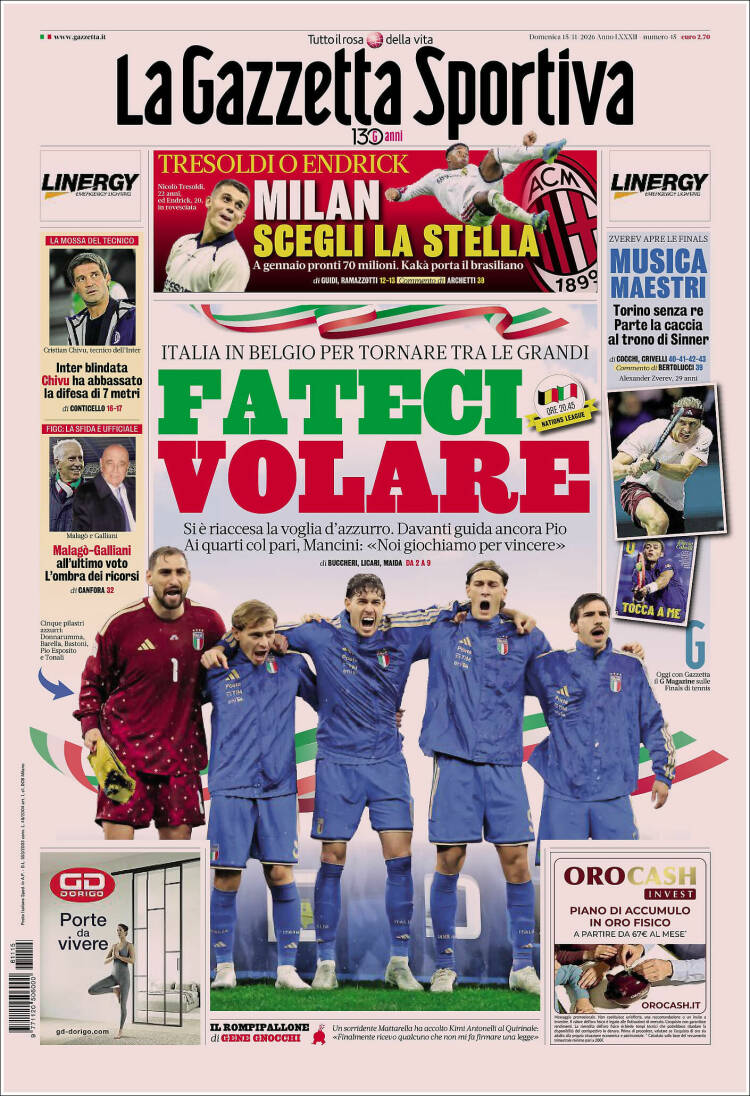 www.gazzetta.it
Tutto il rosa della vita
Domenica 15/11 2026 Anno LXXXII numero 45 euro 2,70
La Gazzetta Sportiva
130 anni
LINERGY
EMERGENCY LIGHTING
TRESOLDI O ENDRICK
Nicolò Tresoldi,
22 anni,
ed Endrick, 20,
in rovesciata
MILAN
SCEGLI LA STELLA
A gennaio pronti 70 milioni. Kakà porta il brasiliano
di GUIDI, RAMAZZOTTI 12-13 Commento di ARCHETTI 39
ACM
1899
LINERGY
EMERGENCY LIGHTING
LA MOSSA DEL TECNICO
Cristian Chivu, tecnico dell'Inter
Inter blindata
Chivu ha abbassato
la difesa di 7 metri
di CONTICELLO 16-17
FIGC: LA SFIDA È UFFICIALE
Malagò e Galliani
Malagò-Galliani
all'ultimo voto
L'ombra dei ricorsi
di CANFORA 32
ITALIA IN BELGIO PER TORNARE TRA LE GRANDI
FATECI
VOLARE
ORE 20.45
NATIONS LEAGUE
Si è riaccesa la voglia d'azzurro. Davanti guida ancora Pio
Ai quarti col pari, Mancini: «Noi giochiamo per vincere»
di BUCCHERI, LICARI, MAIDA DA 2 A 9
ZVEREV APRE LE FINALS
MUSICA
MAESTRI
Torino senza re
Parte la caccia
al trono di Sinner
di COCCHI, CRIVELLI 40-41-42-43
Commento di BERTOLUCCI 39
Alexander Zverev, 29 anni
TOCCA A ME
G
Oggi con Gazzetta
il G Magazine sulle
Finals di tennis
Cinque pilastri
azzurri:
Donnarumma,
Barella, Bastoni,
Pio Esposito
e Tonali
1
GD
DORIGO
Porte
da
vivere
gd-dorigo.com
61115
9 771120 506000
IL ROMPIPALLONE
di GENE GNOCCHI
Un sorridente Mattarella ha accolto Kimi Antonelli al Quirinale:
«Finalmente ricevo qualcuno che non mi fa firmare una legge»
OROCASH
INVEST
PIANO DI ACCUMULO
IN ORO FISICO
A PARTIRE DA 67€ AL MESE*
OROCASH.IT